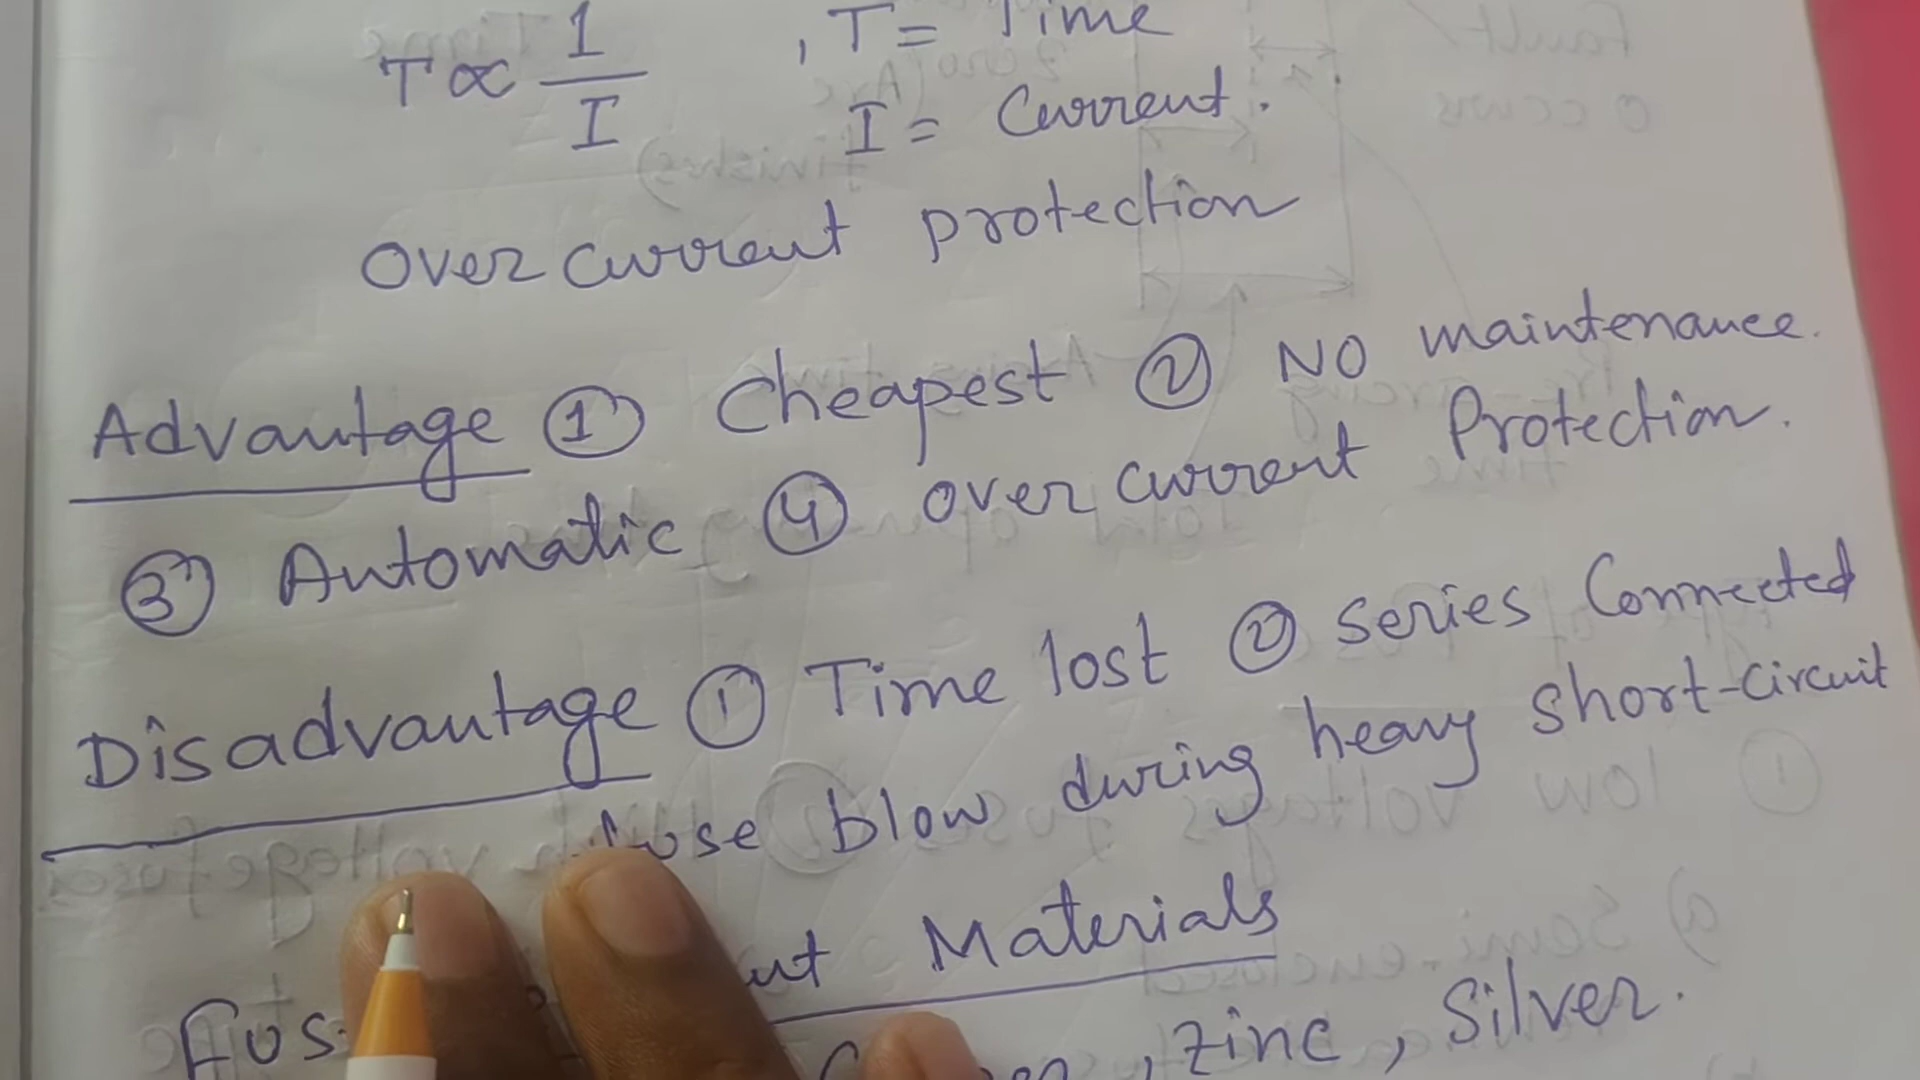 T ∝ 1/I , T = Time
I = Current.
Over current protection
Advantage ① Cheapest ② NO maintenance.
③ Automatic ④ over current Protection.
Disadvantage ① Time lost ② series Connected
fuse blow during heavy short-circuit
Materials
, Zinc, Silver.